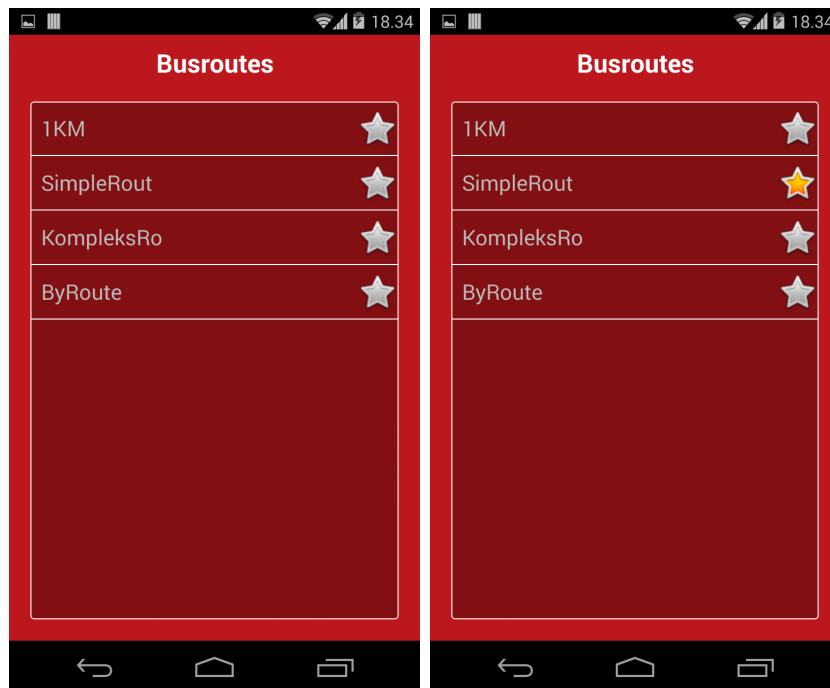 18.34
Busroutes
1KM
SimpleRout
KompleksRo
ByRoute
18.34
Busroutes
1KM
SimpleRout
KompleksRo
ByRoute